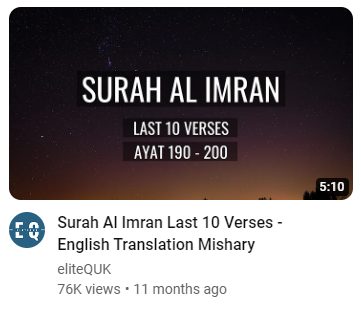 SURAH AL IMRAN
LAST 10 VERSES
AYAT 190 - 200
5:10
EQ
Surah Al Imran Last 10 Verses -
English Translation Mishary
eliteQUK
76K views • 11 months ago